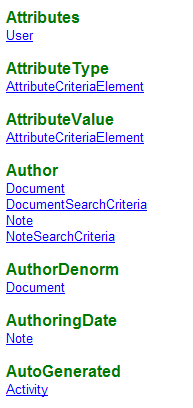 Attributes
User
AttributeType
AttributeCriteriaElement
AttributeValue
AttributeCriteriaElement
Author
Document
DocumentSearchCriteria
Note
NoteSearchCriteria
AuthorDenorm
Document
AuthoringDate
Note
AutoGenerated
Activity